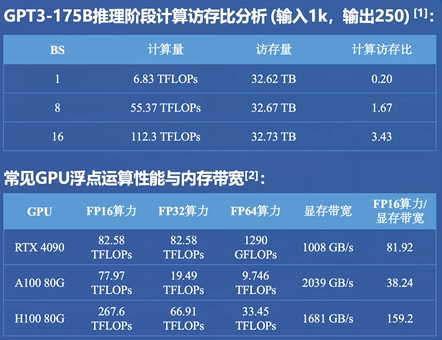 GPT3-175B推理阶段计算访存比分析 (输入1k，输出250) [1]：
BS 计算量 访存量 计算访存比
1 6.83 TFLOPs 32.62 TB 0.20
8 55.37 TFLOPs 32.67 TB 1.67
16 112.3 TFLOPs 32.73 TB 3.43
常见GPU浮点运算性能与内存带宽[2]：
GPU FP16算力 FP32算力 FP64算力 显存带宽 FP16算力/显存带宽
RTX 4090 82.58 TFLOPs 82.58 TFLOPs 1290 GFLOPs 1008 GB/s 81.92
A100 80G 77.97 TFLOPs 19.49 TFLOPs 9.746 TFLOPs 2039 GB/s 38.24
H100 80G 267.6 TFLOPs 66.91 TFLOPs 33.45 TFLOPs 1681 GB/s 159.2